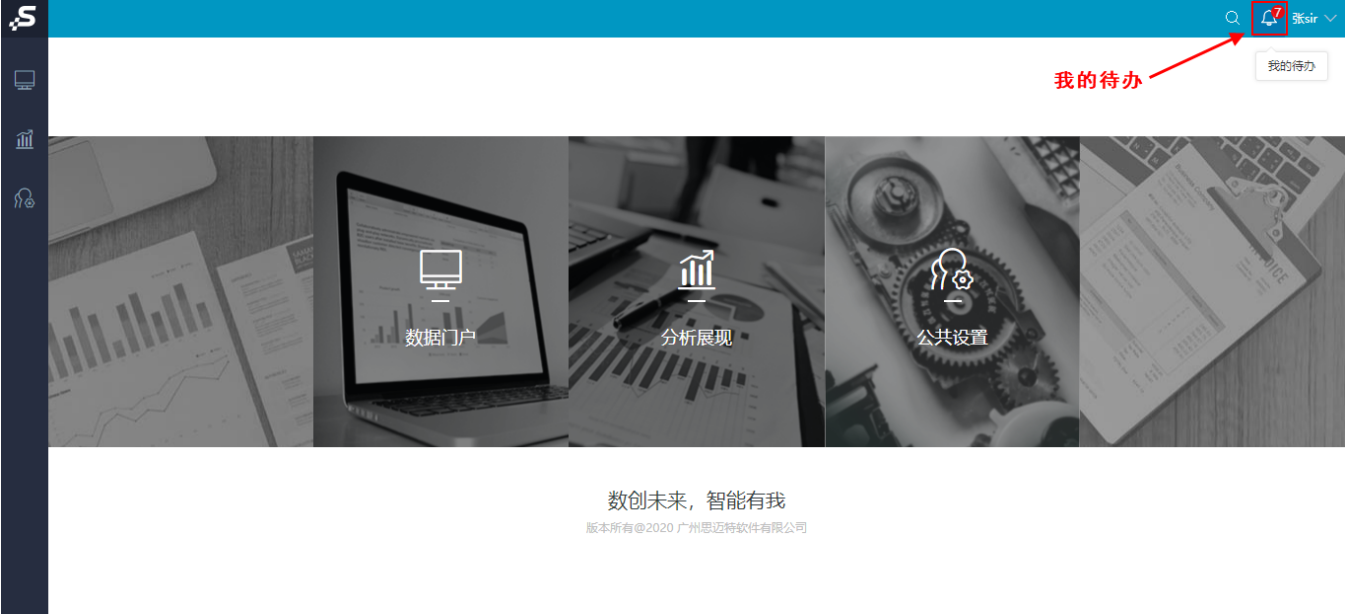 7
张sir
我的待办
我的待办
数据门户
分析展现
公共设置
INVOICE
数创未来，智能有我
版本所有@2020 广州思迈特软件有限公司